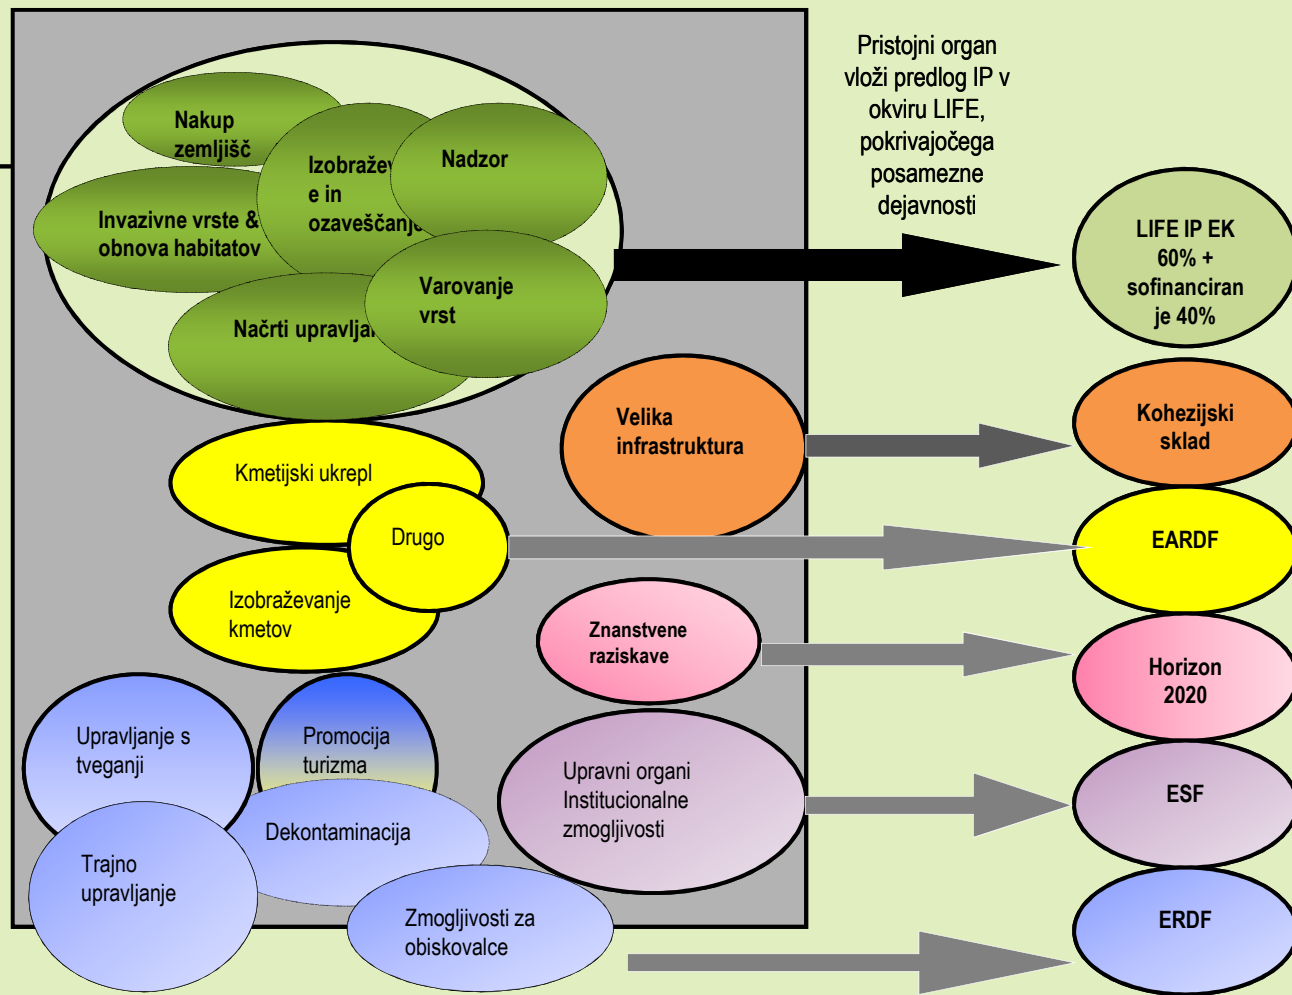 Pristojni organ
vloži predlog IP v
okviru LIFE,
pokrivajočega
posamezne
dejavnosti
Nakup
zemljišč
Izobražev
e in
ozaveščanje
Nadzor
Invazivne vrste &
obnova habitatov
Varovanje
vrst
Načrti upravljan
LIFE IP EK
60% +
sofinanciran
je 40%
Velika
infrastruktura
Kohezijski
sklad
Kmetijski ukrepI
Drugo
EARDF
Izobraževanje
kmetov
Znanstvene
raziskave
Horizon
2020
Upravljanje s
tveganji
Promocija
turizma
Upravni organi
Institucionalne
zmogljivosti
ESF
Dekontaminacija
Trajno
upravljanje
Zmogljivosti za
obiskovalce
ERDF